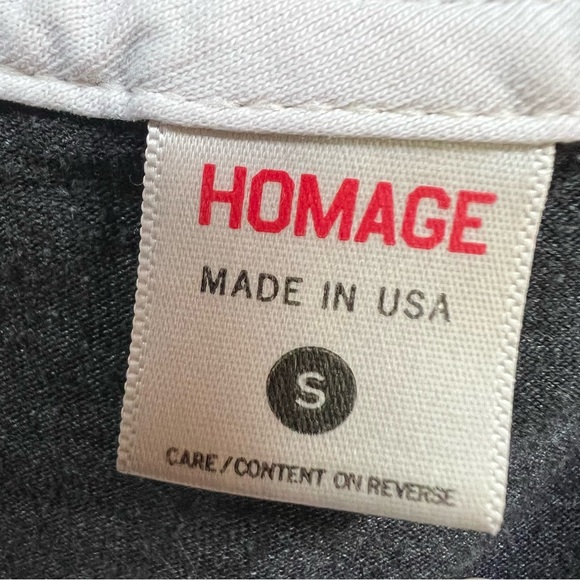 HOMAGE
MADE IN USA
S
CARE/CONTENT ON REVERSE